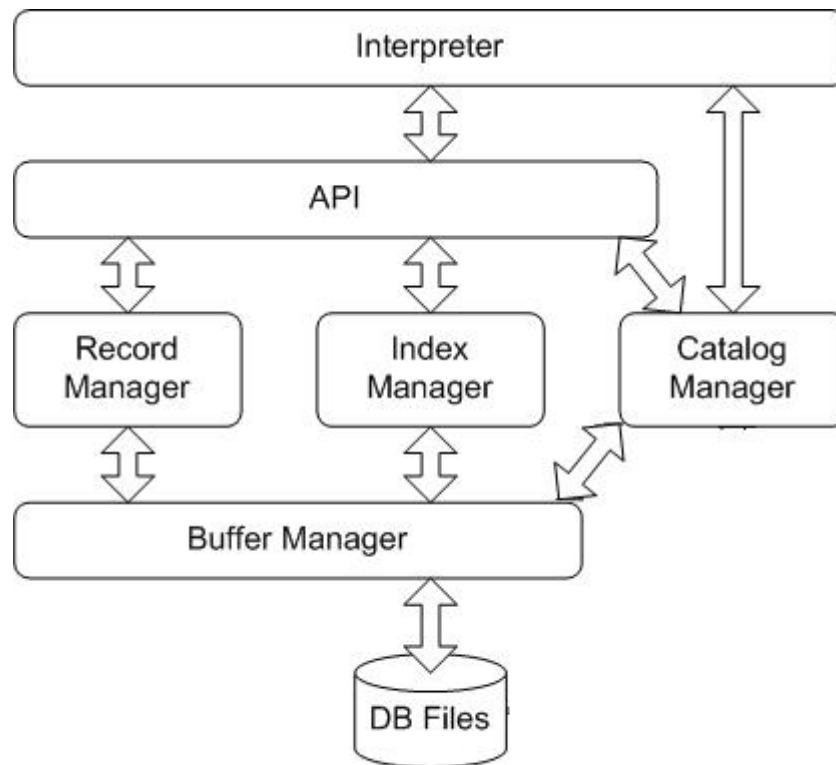 Interpreter
API
Record
Manager
Index
Manager
Catalog
Manager
Buffer Manager
DB Files